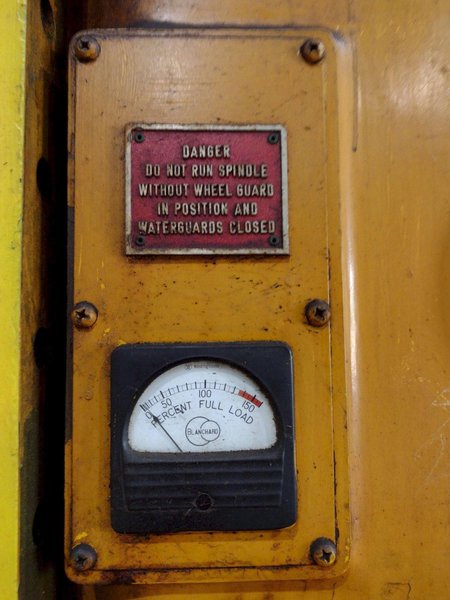 DANGER
DO NOT RUN SPINDLE
WITHOUT WHEEL GUARD
IN POSITION AND
WATERGUARDS CLOSED
0 50 100 150
PERCENT FULL LOAD
BLANCHARD